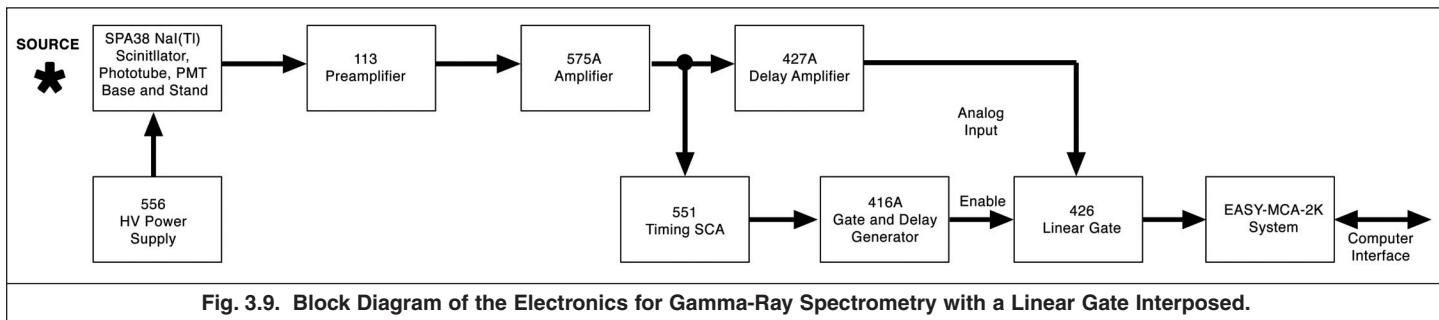 SOURCE
SPA38 NaI(Tl)
Scinitllator,
Phototube, PMT
Base and Stand
113
Preamplifier
575A
Amplifier
427A
Delay Amplifier
Analog
Input
556
HV Power
Supply
551
Timing SCA
416A
Gate and Delay
Generator
Enable
426
Linear Gate
EASY-MCA-2K
System
Computer
Interface
Fig. 3.9. Block Diagram of the Electronics for Gamma-Ray Spectrometry with a Linear Gate Interposed.